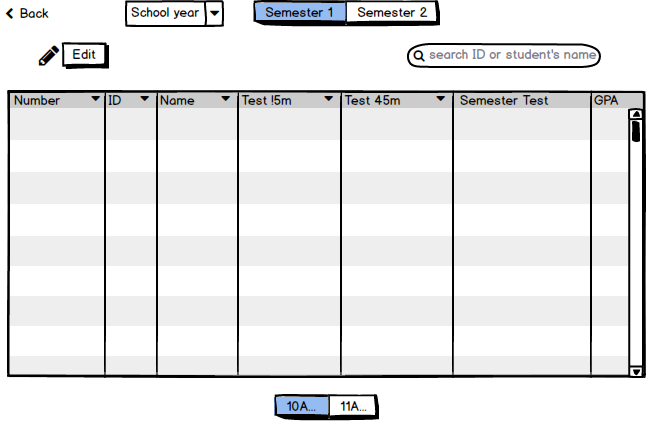 Back
School year
Semester 1
Semester 2
Edit
search ID or student's name
Number
ID
Name
Test !5m
Test 45m
Semester Test
GPA
10A...
11A...